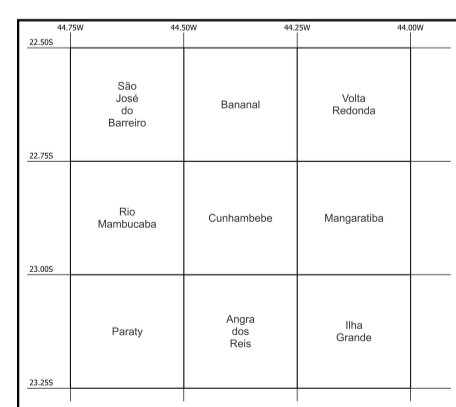 44.75W 44.50W 44.25W 44.00W
22.50S
São
José
do
Barreiro
Bananal
Volta
Redonda
22.75S
Rio
Mambucaba
Cunhambebe
Mangaratiba
23.00S
Paraty
Angra
dos
Reis
Ilha
Grande
23.25S